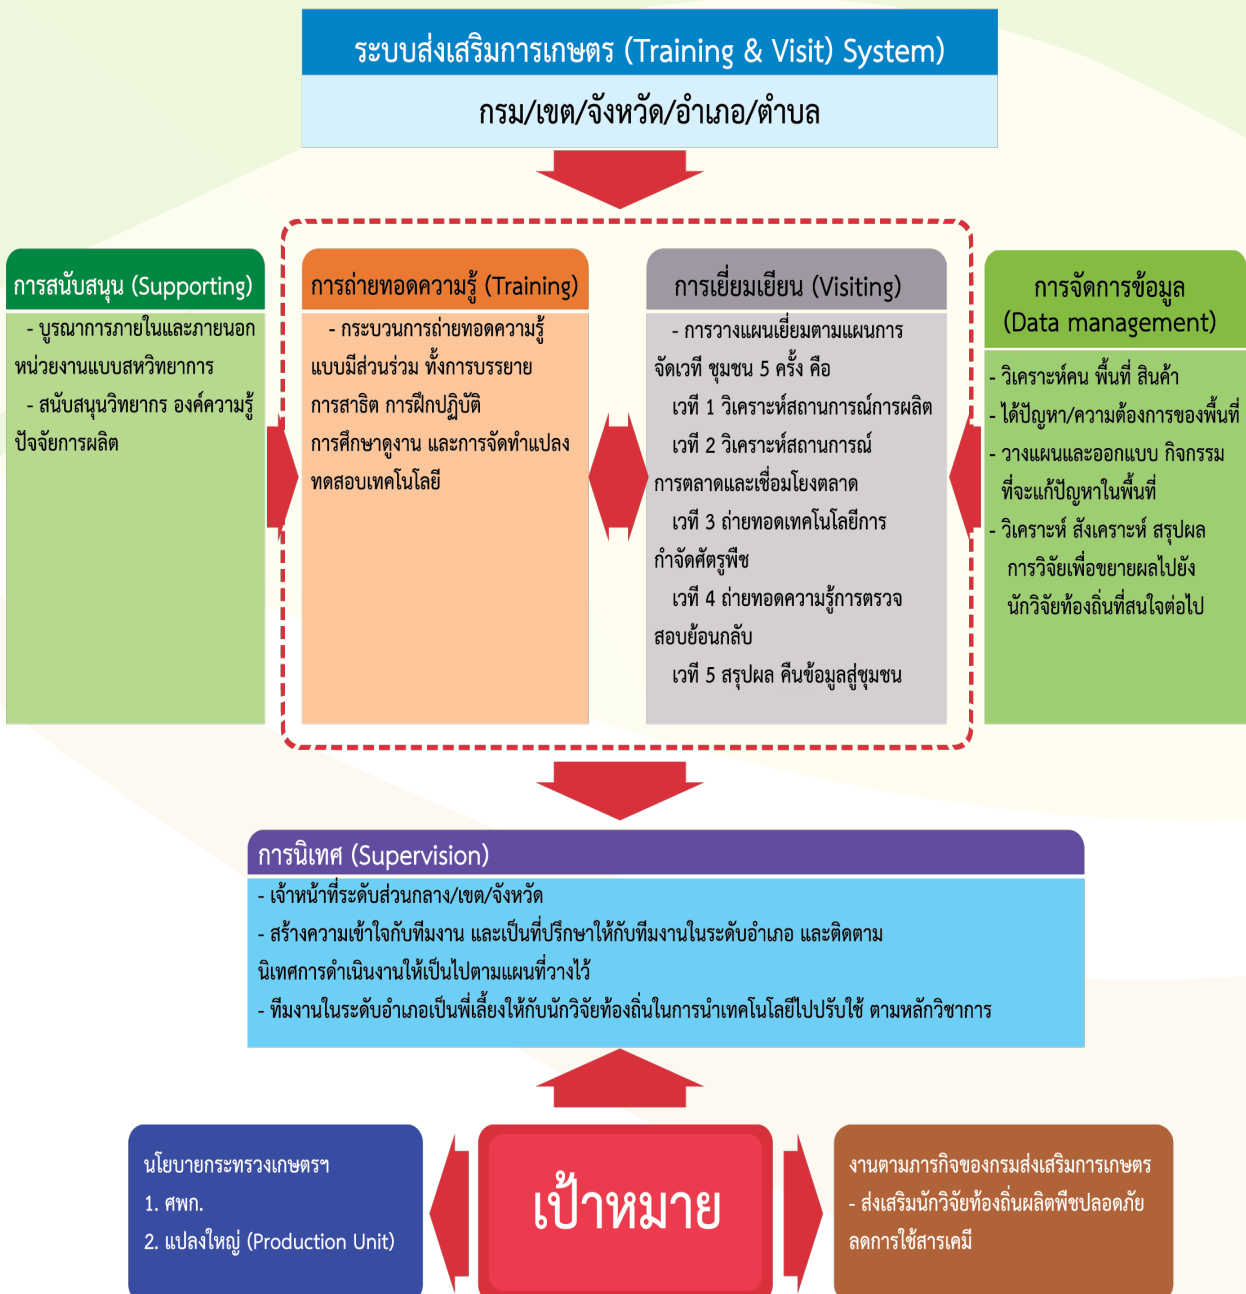 ระบบส่งเสริมการเกษตร (Training & Visit) System)
กรม/เขต/จังหวัด/อำเภอ/ตำบล
การสนับสนุน (Supporting)
- บูรณาการภายในและภายนอก
หน่วยงานแบบสหวิทยาการ
- สนับสนุนวิทยากร องค์ความรู้
ปัจจัยการผลิต
การถ่ายทอดความรู้ (Training)
- กระบวนการถ่ายทอดความรู้
แบบมีส่วนร่วม ทั้งการบรรยาย
การสาธิต การฝึกปฏิบัติ
การศึกษาดูงาน และการจัดทำแปลง
ทดสอบเทคโนโลยี
การเยี่ยมเยียน (Visiting)
- การวางแผนเยี่ยมตามแผนการ
จัดเวที ชุมชน 5 ครั้ง คือ
เวที 1 วิเคราะห์สถานการณ์การผลิต
เวที 2 วิเคราะห์สถานการณ์
การตลาดและเชื่อมโยงตลาด
เวที 3 ถ่ายทอดเทคโนโลยีการ
กำจัดศัตรูพืช
เวที 4 ถ่ายทอดความรู้การตรวจ
สอบย้อนกลับ
เวที 5 สรุปผล คืนข้อมูลสู่ชุมชน
การจัดการข้อมูล
(Data management)
- วิเคราะห์คน พื้นที่ สินค้า
- ได้ปัญหา/ความต้องการของพื้นที่
- วางแผนและออกแบบ กิจกรรม
ที่จะแก้ปัญหาในพื้นที่
- วิเคราะห์ สังเคราะห์ สรุปผล
การวิจัยเพื่อขยายผลไปยัง
นักวิจัยท้องถิ่นที่สนใจต่อไป
การนิเทศ (Supervision)
- เจ้าหน้าที่ระดับส่วนกลาง/เขต/จังหวัด
- สร้างความเข้าใจกับทีมงาน และเป็นที่ปรึกษาให้กับทีมงานในระดับอำเภอ และติดตาม
นิเทศการดำเนินงานให้เป็นไปตามแผนที่วางไว้
- ทีมงานในระดับอำเภอเป็นพี่เลี้ยงให้กับนักวิจัยท้องถิ่นในการนำเทคโนโลยีไปปรับใช้ ตามหลักวิชาการ
นโยบายกระทรวงเกษตรฯ
1. ศพก.
2. แปลงใหญ่ (Production Unit)
เป้าหมาย
งานตามภารกิจของกรมส่งเสริมการเกษตร
- ส่งเสริมนักวิจัยท้องถิ่นผลิตพืชปลอดภัย
ลดการใช้สารเคมี